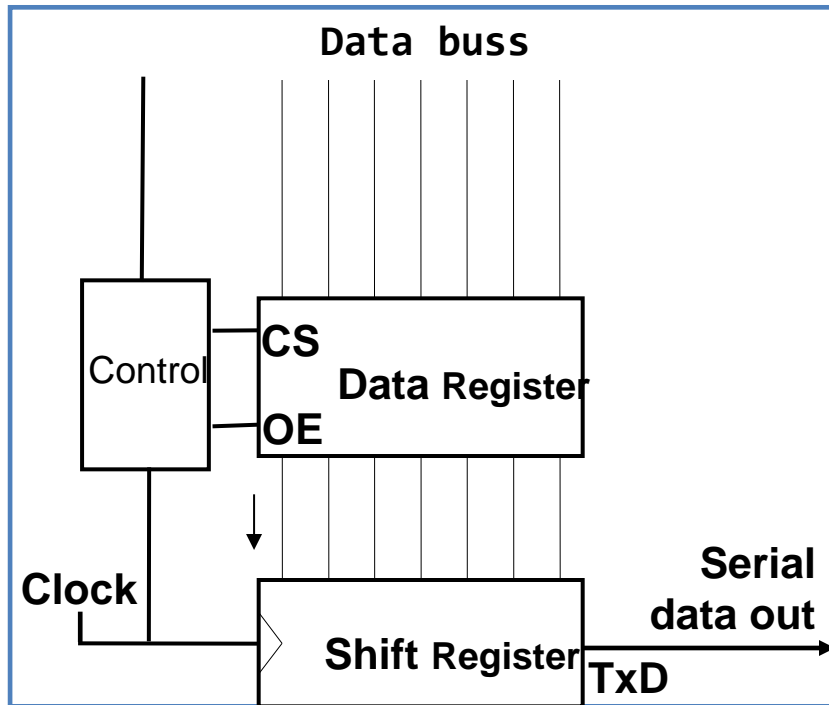 Data buss
CS
Control
Data Register
OE
Clock
Serial
data out
Shift Register
TxD